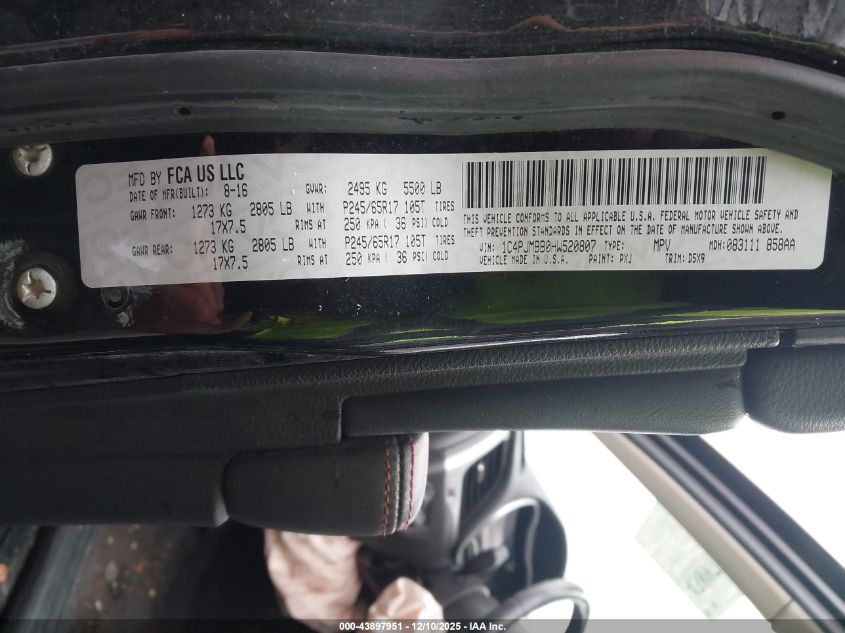 MFD BY FCA US LLC
DATE OF MFR(BUILT): 8-16 GVWR: 2495 KG 5500 LB
GAWR FRONT: 1273 KG 2805 LB WITH P245/65R17 105T TIRES
17X7.5 RIMS AT 250 KPA ( 36 PSI) COLD
GAWR REAR: 1273 KG 2805 LB WITH P245/65R17 105T TIRES
17X7.5 RIMS AT 250 KPA ( 36 PSI) COLD
THIS VEHICLE CONFORMS TO ALL APPLICABLE U.S.A. FEDERAL MOTOR VEHICLE SAFETY AND
THEFT PREVENTION STANDARDS IN EFFECT ON THE DATE OF MANUFACTURE SHOWN ABOVE.
VIN: 1C4PJMBB0HW520807 TYPE: MPV MDH: 083111 858AA
VEHICLE MADE IN U.S.A. PAINT: PXJ TRIM: D5X9
000-43897951 - 12/10/2025 - IAA Inc.